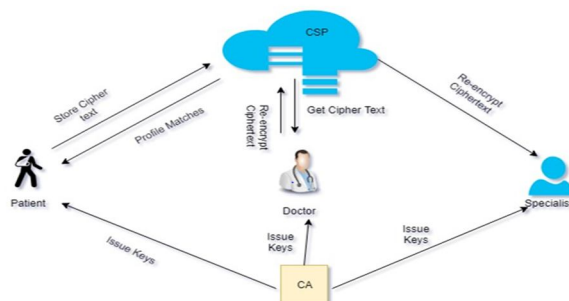 CSP
Store Cipher
text
Profile Matches
Re-encrypt
Ciphertext
Get Cipher Text
Re-encrypt
Ciphertext
Patient
Doctor
Specialis
Issue Keys
Issue
Keys
Issue
Keys
CA